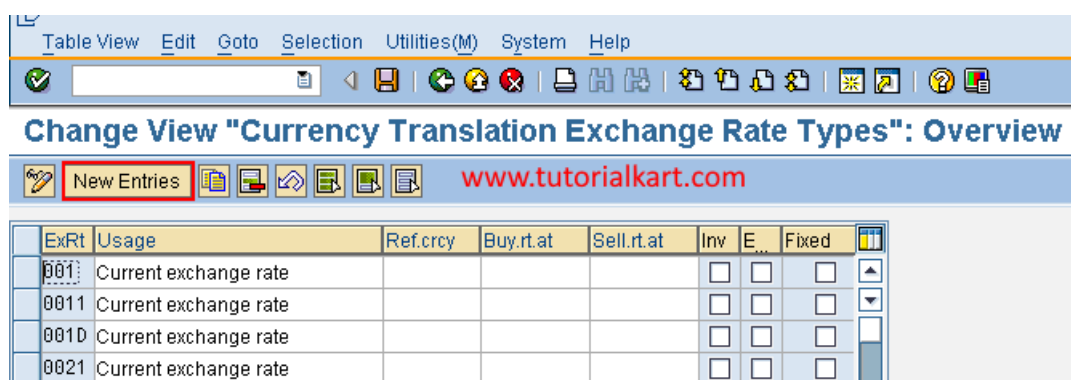 Table View Edit Goto Selection Utilities(M) System Help
Change View "Currency Translation Exchange Rate Types": Overview
New Entries www.tutorialkart.com
ExRt Usage Ref.crcy Buy.rt.at Sell.rt.at Inv E... Fixed
001 Current exchange rate
0011 Current exchange rate
001D Current exchange rate
0021 Current exchange rate